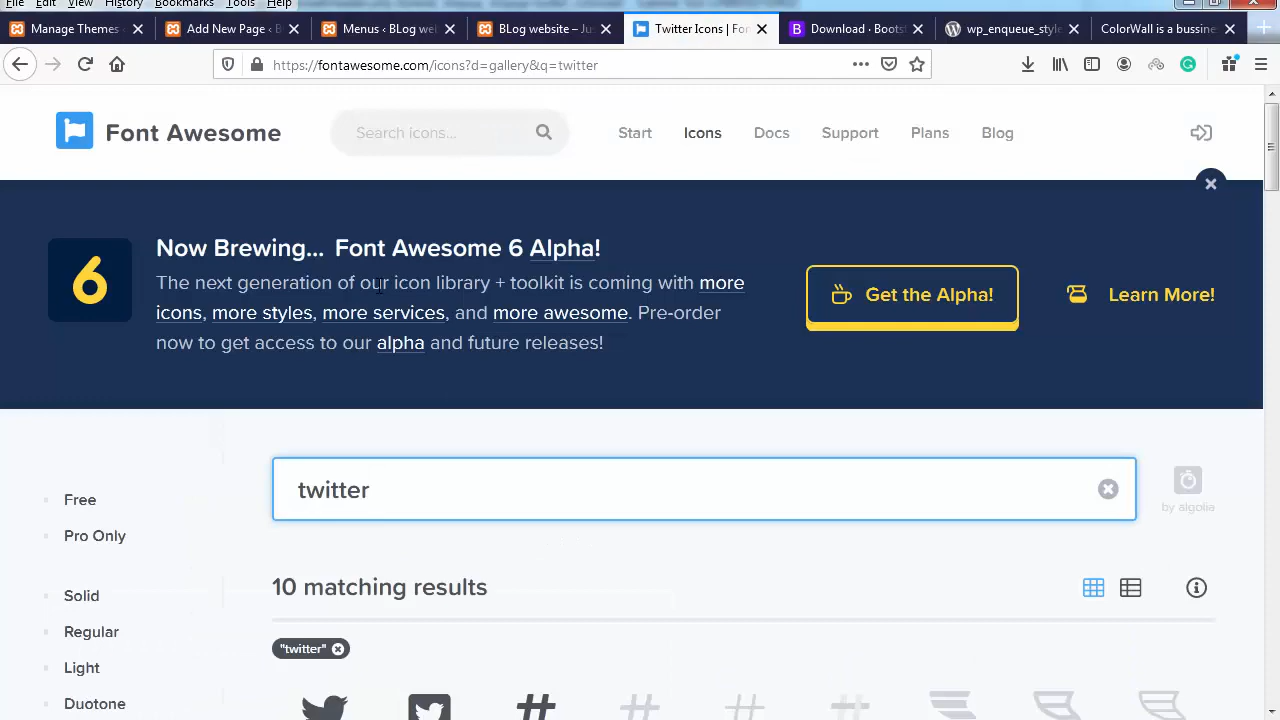 File Edit View History Bookmarks Tools Help
Manage Themes Add New Page ‹ B Menus ‹ BLog wel BLog website – Ju Twitter Icons | Fon Download · Boots wp_enqueue_style ColorWall is a bussine
https://fontawesome.com/icons?d=gallery&q=twitter
Font Awesome Search icons... Start Icons Docs Support Plans Blog
Now Brewing... Font Awesome 6 Alpha!
6
The next generation of our icon library + toolkit is coming with more
icons, more styles, more services, and more awesome. Pre-order
now to get access to our alpha and future releases!
Get the Alpha! Learn More!
twitter
by algolia
Free
Pro Only
10 matching results
Solid
Regular
"twitter"
Light
Duotone